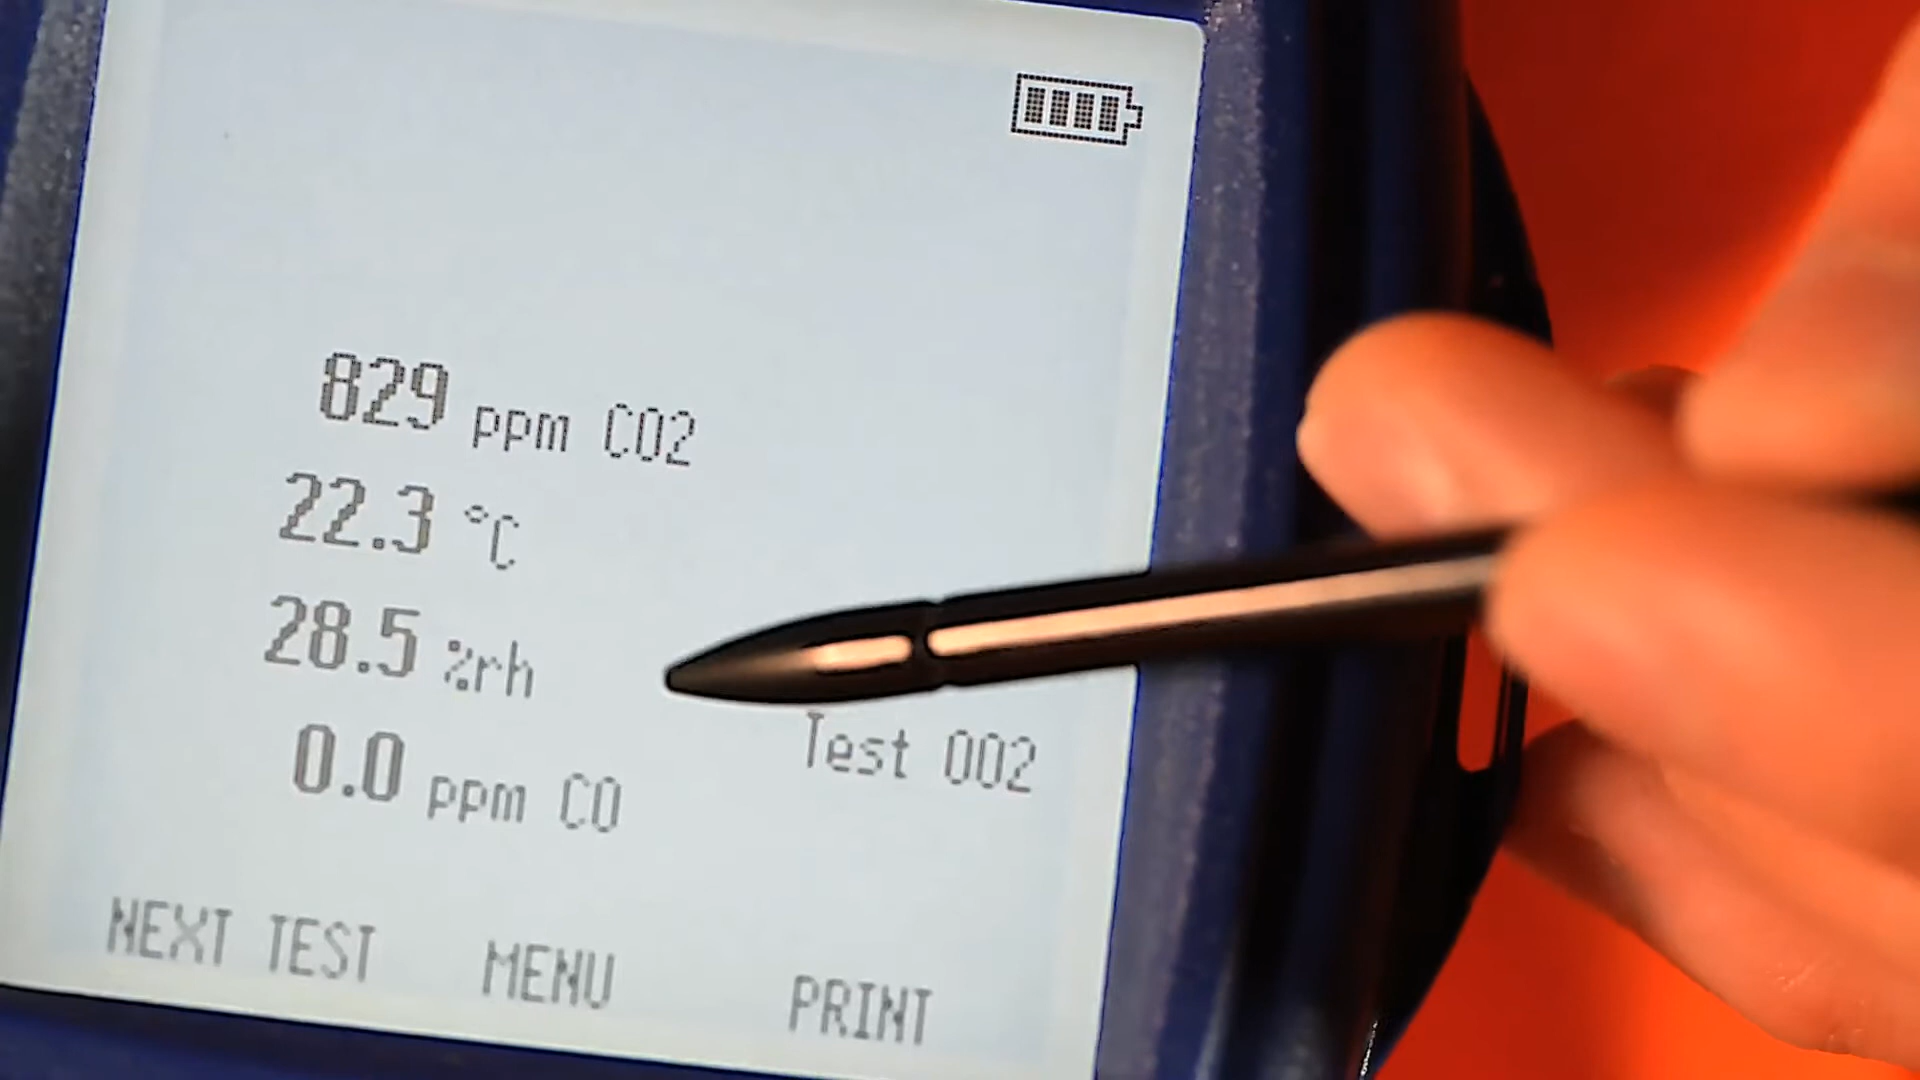 829 ppm CO2
22.3 °C
28.5 %rh
Test 002
0.0 ppm CO
NEXT TEST MENU PRINT